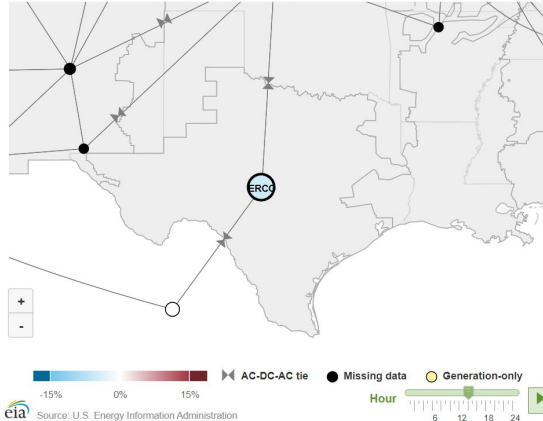 ERCO
+
-
AC-DC-AC tie
Missing data
Generation-only
-15% 0% 15%
Hour
6 12 18 24
eia Source: U.S. Energy Information Administration